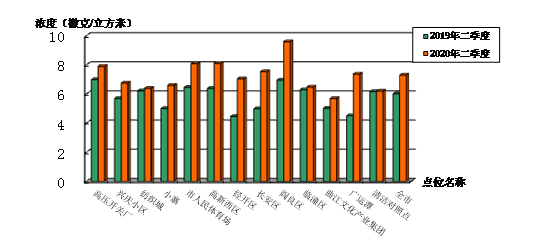 浓度（微克/立方米）
2019年二季度
2020年二季度
10
8
6
4
2
0
高压开关厂
兴庆小区
纺织城
小寨
市人民体育场
高新西区
经开区
长安区
阎良区
临潼区
曲江文化产业集团
广运潭
清洁对照点
全市
点位名称